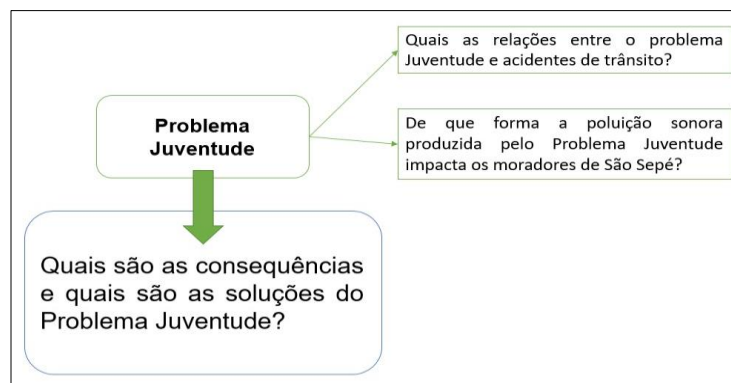 Quais as relações entre o problema
Juventude e acidentes de trânsito?
Problema
Juventude
De que forma a poluição sonora
produzida pelo Problema Juventude
impacta os moradores de São Sepé?
Quais são as consequências
e quais são as soluções do
Problema Juventude?